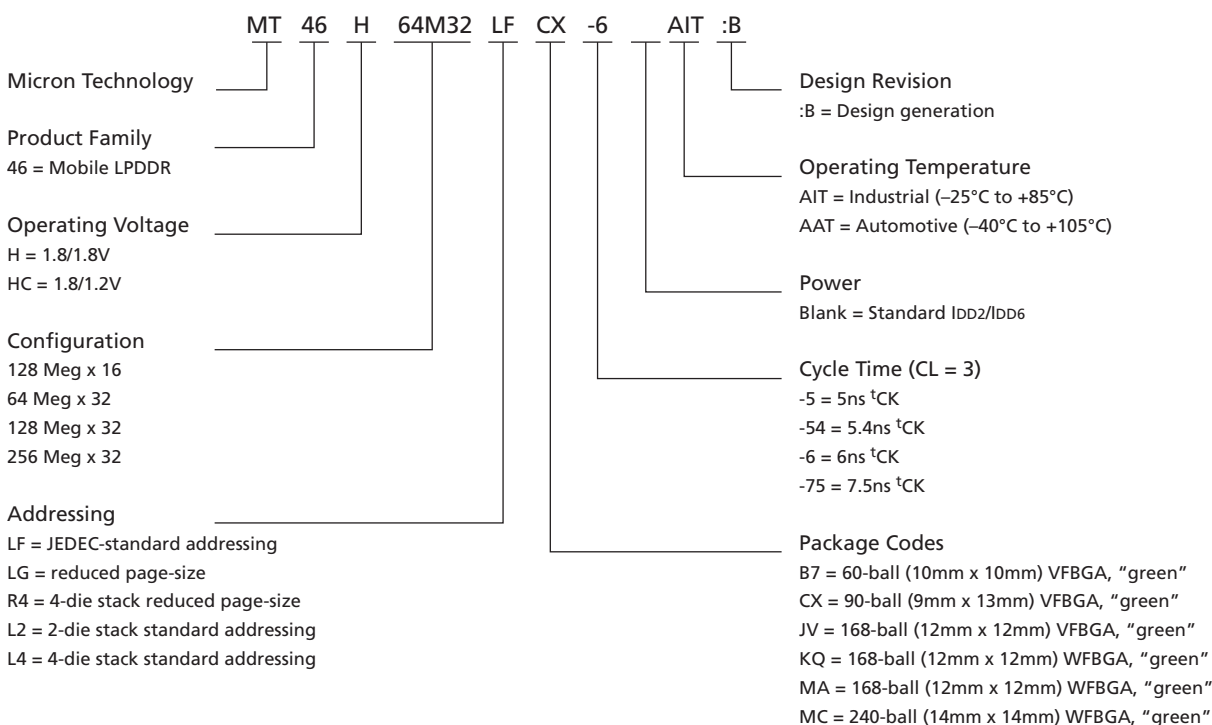 MT 46 H 64M32 LF CX -6 AIT :B
Micron Technology
Product Family
46 = Mobile LPDDR
Operating Voltage
H = 1.8/1.8V
HC = 1.8/1.2V
Configuration
128 Meg x 16
64 Meg x 32
128 Meg x 32
256 Meg x 32
Addressing
LF = JEDEC-standard addressing
LG = reduced page-size
R4 = 4-die stack reduced page-size
L2 = 2-die stack standard addressing
L4 = 4-die stack standard addressing
Design Revision
:B = Design generation
Operating Temperature
AIT = Industrial (–25°C to +85°C)
AAT = Automotive (–40°C to +105°C)
Power
Blank = Standard IDD2/IDD6
Cycle Time (CL = 3)
-5 = 5ns tCK
-54 = 5.4ns tCK
-6 = 6ns tCK
-75 = 7.5ns tCK
Package Codes
B7 = 60-ball (10mm x 10mm) VFBGA, “green”
CX = 90-ball (9mm x 13mm) VFBGA, “green”
JV = 168-ball (12mm x 12mm) VFBGA, “green”
KQ = 168-ball (12mm x 12mm) WFBGA, “green”
MA = 168-ball (12mm x 12mm) WFBGA, “green”
MC = 240-ball (14mm x 14mm) WFBGA, “green”